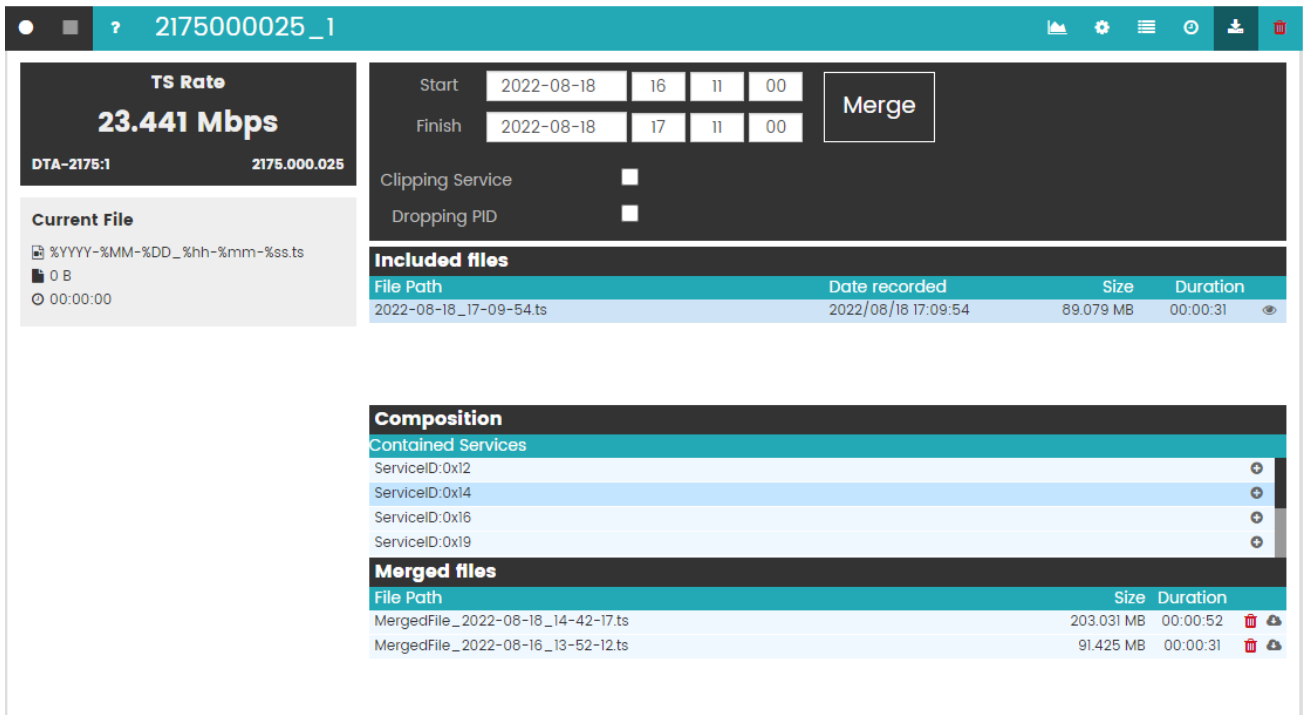 ? 2175000025_1
TS Rate
23.441 Mbps
DTA-2175:1 2175.000.025
Current File
%YYYY-%MM-%DD_%hh-%mm-%ss.ts
0 B
00:00:00
Start 2022-08-18 16 11 00
Finish 2022-08-18 17 11 00
Merge
Clipping Service
Dropping PID
Included files
File Path Date recorded Size Duration
2022-08-18_17-09-54.ts 2022/08/18 17:09:54 89.079 MB 00:00:31
Composition
Contained Services
ServiceID:0x12
ServiceID:0x14
ServiceID:0x16
ServiceID:0x19
Merged files
File Path Size Duration
MergedFile_2022-08-18_14-42-17.ts 203.031 MB 00:00:52
MergedFile_2022-08-16_13-52-12.ts 91.425 MB 00:00:31